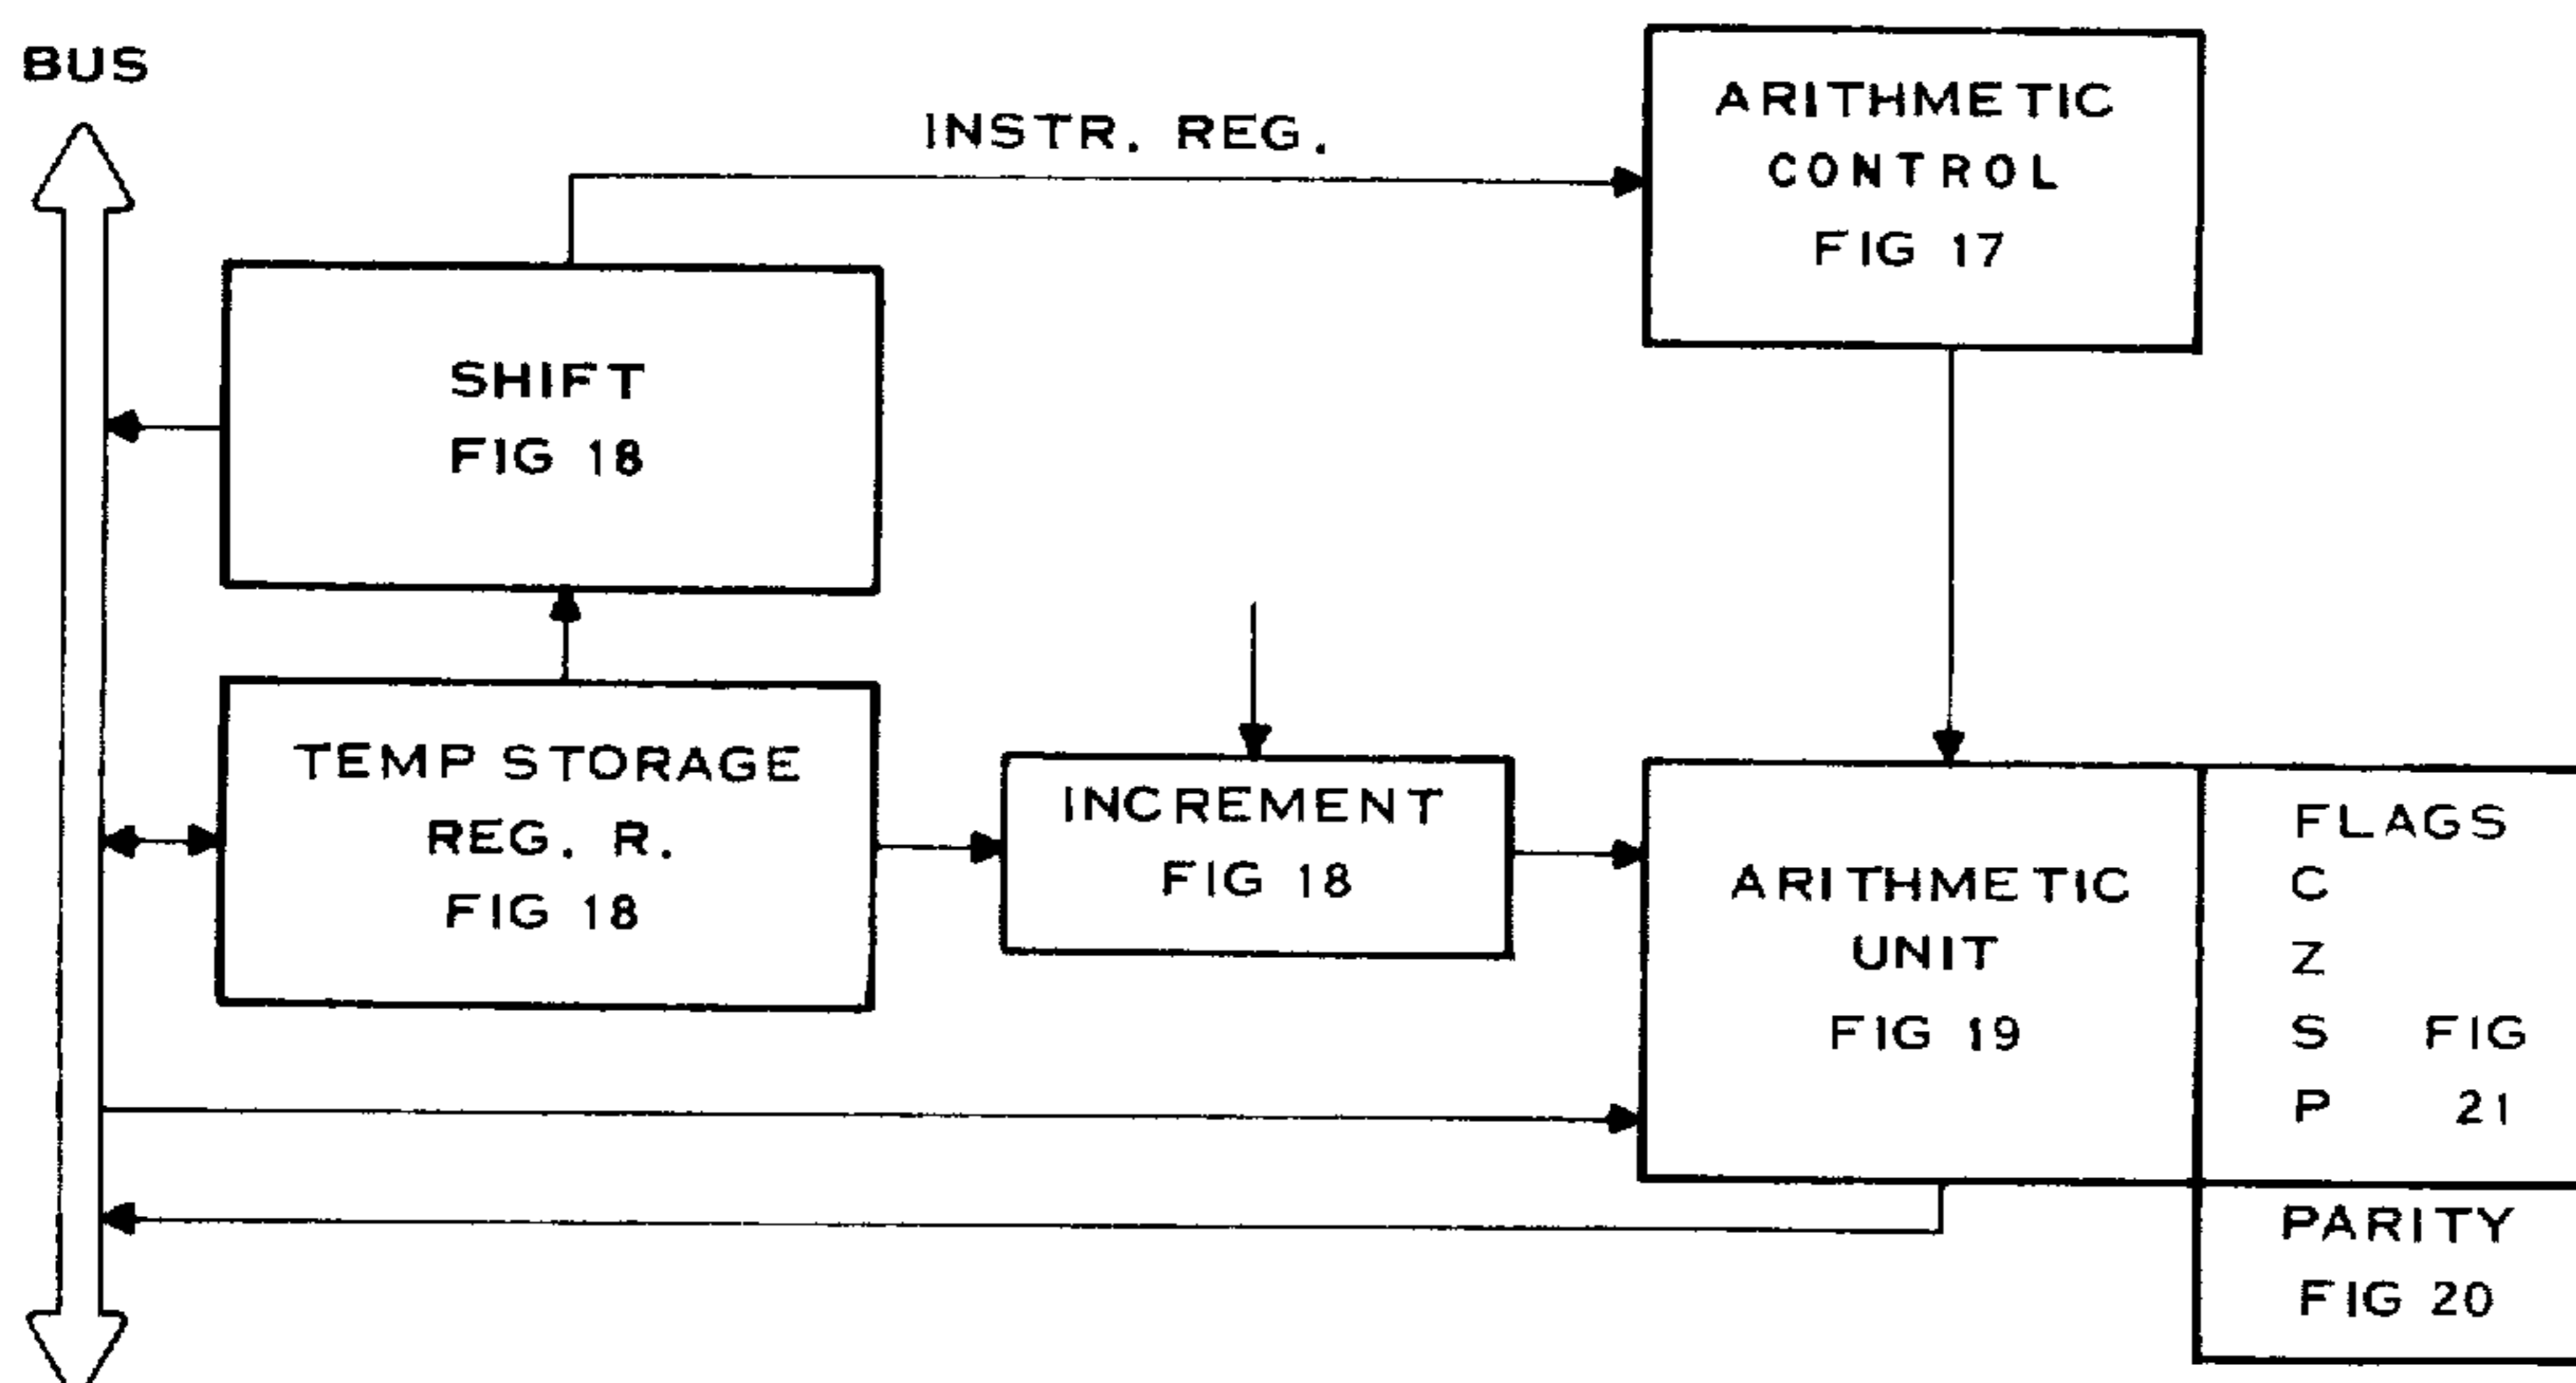 BUS
INSTR. REG.
ARITHMETIC
CONTROL
FIG 17
SHIFT
FIG 18
TEMP STORAGE
REG. R.
FIG 18
INCREMENT
FIG 18
ARITHMETIC
UNIT
FIG 19
FLAGS
C
Z
S FIG
P 21
PARITY
FIG 20